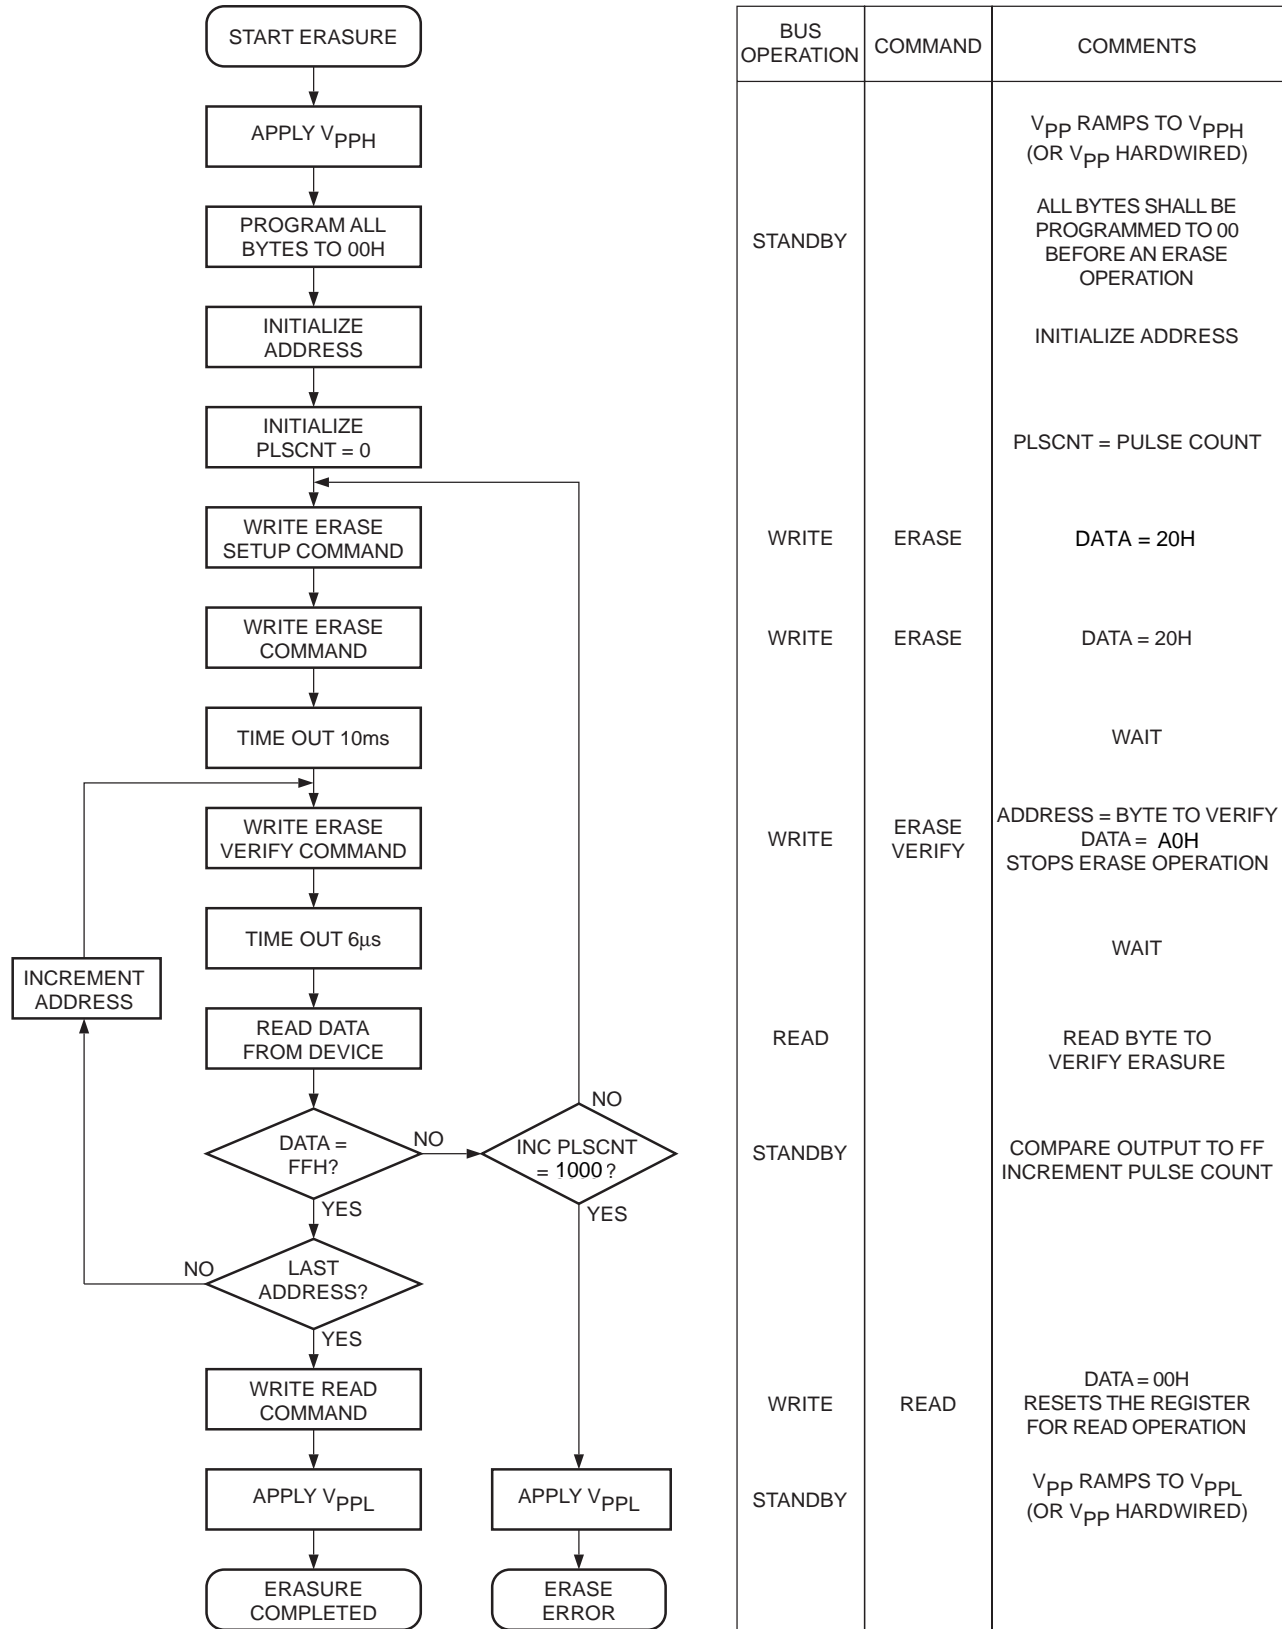 START ERASURE
APPLY VPPH
PROGRAM ALL
BYTES TO 00H
INITIALIZE
ADDRESS
INITIALIZE
PLSCNT = 0
WRITE ERASE
SETUP COMMAND
WRITE ERASE
COMMAND
TIME OUT 10ms
WRITE ERASE
VERIFY COMMAND
TIME OUT 6µs
INCREMENT
ADDRESS
READ DATA
FROM DEVICE
DATA =
FFH?
NO
INC PLSCNT
= 1000 ?
NO
YES
YES
LAST
ADDRESS?
NO
YES
WRITE READ
COMMAND
APPLY VPPL
APPLY VPPL
ERASURE
COMPLETED
ERASE
ERROR
BUS
OPERATION
COMMAND
COMMENTS
VPP RAMPS TO VPPH
(OR VPP HARDWIRED)
STANDBY
ALL BYTES SHALL BE
PROGRAMMED TO 00
BEFORE AN ERASE
OPERATION
INITIALIZE ADDRESS
PLSCNT = PULSE COUNT
WRITE ERASE DATA = 20H
WRITE ERASE DATA = 20H
WAIT
WRITE
ERASE
VERIFY
ADDRESS = BYTE TO VERIFY
DATA = A0H
STOPS ERASE OPERATION
WAIT
READ
READ BYTE TO
VERIFY ERASURE
STANDBY
COMPARE OUTPUT TO FF
INCREMENT PULSE COUNT
WRITE
READ
DATA = 00H
RESETS THE REGISTER
FOR READ OPERATION
STANDBY
VPP RAMPS TO VPPL
(OR VPP HARDWIRED)